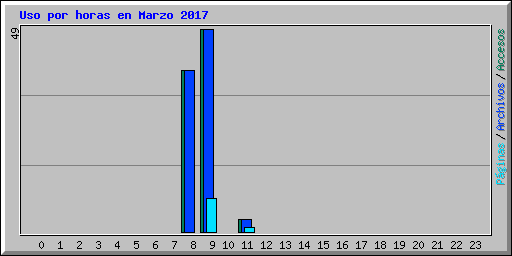 Uso por horas en Marzo 2017
49
Páginas / Archivos / Accesos
0 1 2 3 4 5 6 7 8 9 10 11 12 13 14 15 16 17 18 19 20 21 22 23